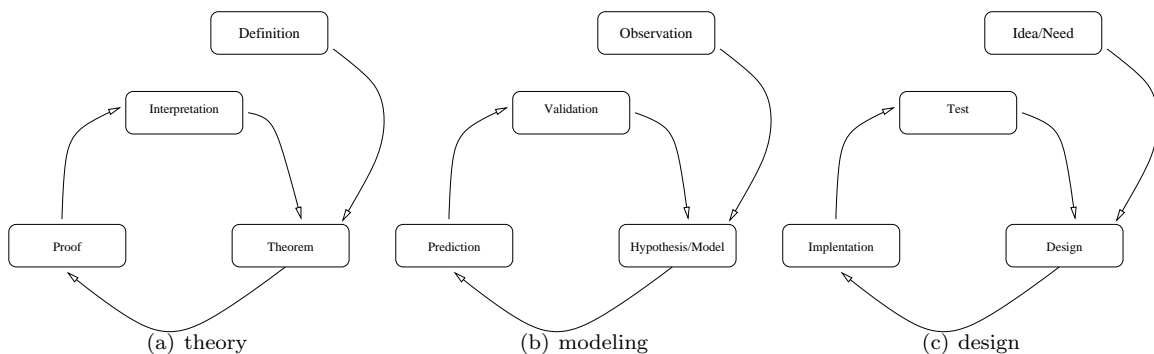 Definition
Interpretation
Proof
Theorem
(a) theory
Observation
Validation
Prediction
Hypothesis/Model
(b) modeling
Idea/Need
Test
Implentation
Design
(c) design